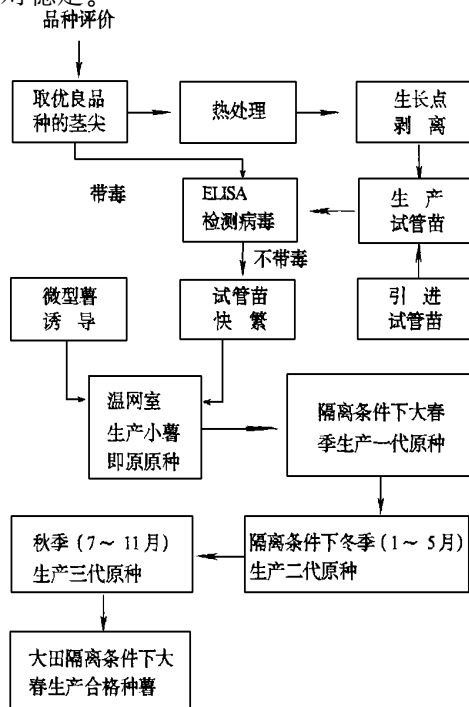 品种评价
取优良品
种的茎尖
热处理
生长点
剥 离
带毒
ELISA
检测病毒
生 产
试管苗
不带毒
微型薯
诱 导
试管苗
快 繁
引 进
试管苗
温网室
生产小薯
即原原种
隔离条件下大春
季生产一代原种
秋季（7～11月）
生产三代原种
隔离条件下冬季（1～5月）
生产二代原种
大田隔离条件下大
春生产合格种薯